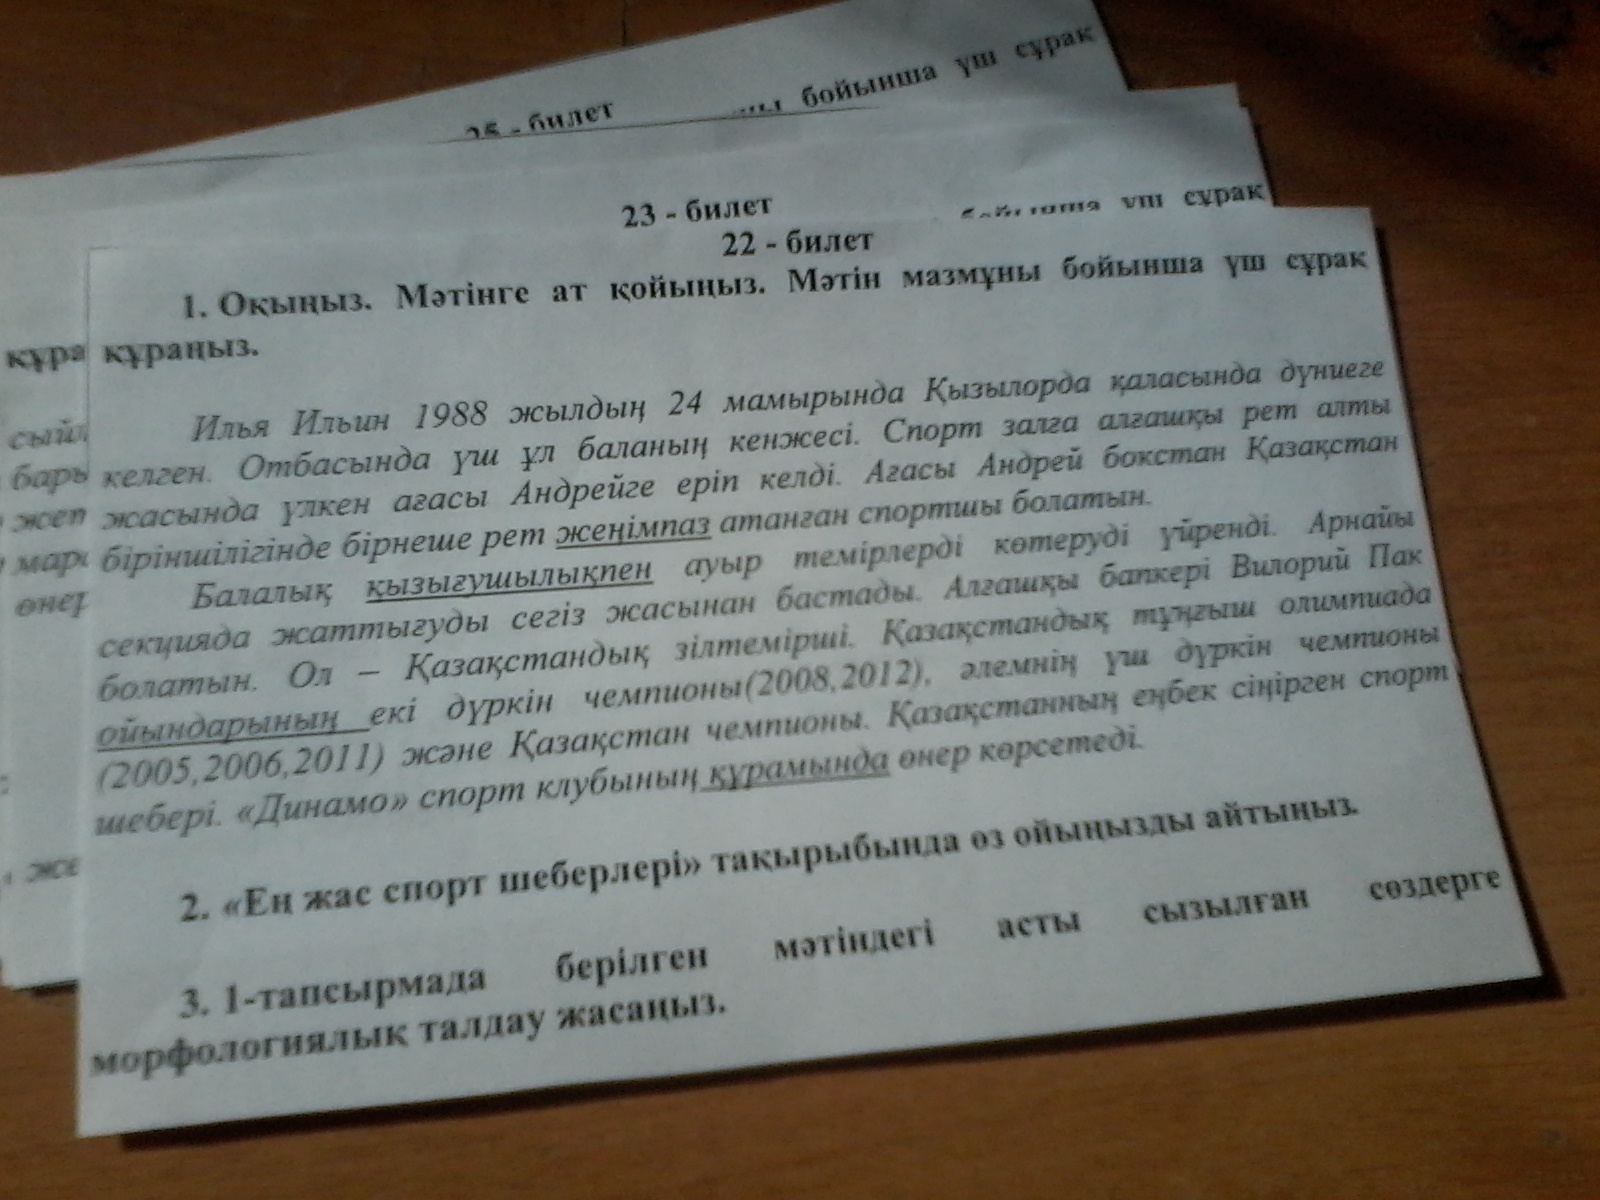 25 - билет
бойынша үш сұрақ
23 - билет
үш сұрақ
22 - билет
1. Оқыңыз. Мәтінге ат қойыңыз. Мәтін мазмұны бойынша үш сұрақ
құраңыз.
құра
Илья Ильин 1988 жылдың 24 мамырында Қызылорда қаласында дүниеге
келген. Отбасында үш ұл баланың кенжесі. Спорт залға алғашқы рет алты
жасында үлкен ағасы Андрейге еріп келді. Ағасы Андрей бокстан Қазақстан
біріншілігінде бірнеше рет жеңімпаз атанған спортшы болатын.
Балалық қызығушылықпен ауыр темірлерді көтеруді үйренді. Арнайы
секцияда жаттығуды сегіз жасынан бастады. Алғашқы бапкері Вилорий Пак
болатын. Ол – Қазақстандық зілтемірші. Қазақстандық тұңғыш олимпиада
ойындарының екі дүркін чемпионы(2008,2012), әлемнің үш дүркін чемпионы
(2005,2006,2011) және Қазақстан чемпионы. Қазақстанның еңбек сіңірген спорт
шебері. «Динамо» спорт клубының құрамында өнер көрсетеді.
2. «Ең жас спорт шеберлері» тақырыбында өз ойыңызды айтыңыз.
3. 1-тапсырмада берілген мәтіндегі асты сызылған сөздерге
морфологиялық талдау жасаңыз.